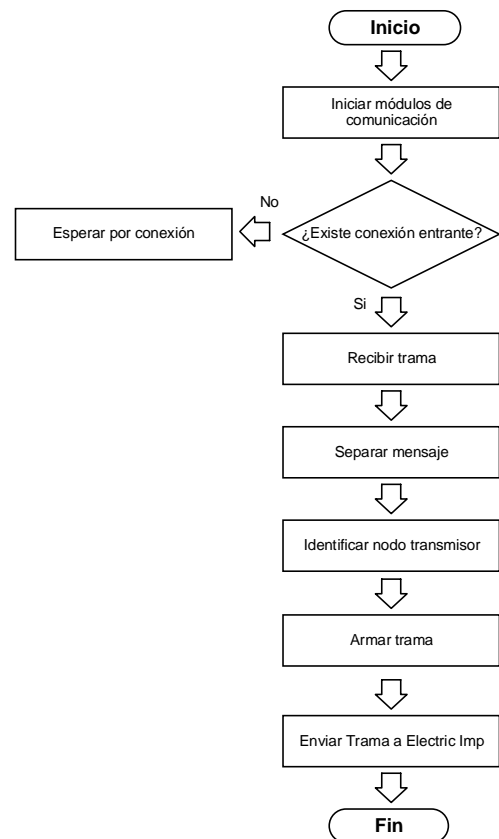 Inicio
Iniciar módulos de
comunicación
No
Esperar por conexión
¿Existe conexión entrante?
Si
Recibir trama
Separar mensaje
Identificar nodo transmisor
Armar trama
Enviar Trama a Electric Imp
Fin